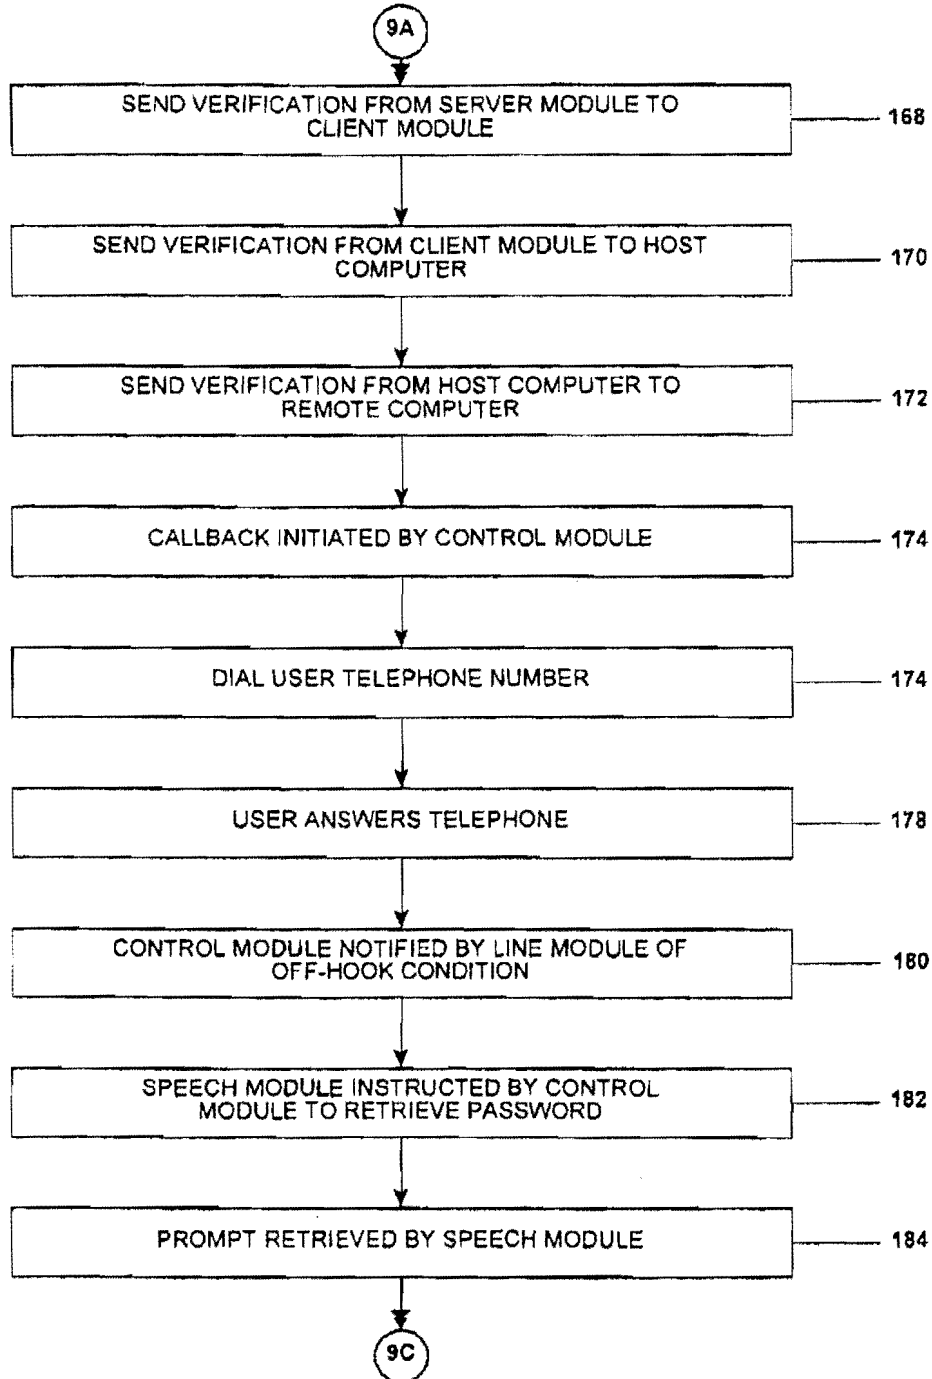 9A
SEND VERIFICATION FROM SERVER MODULE TO
CLIENT MODULE
168
SEND VERIFICATION FROM CLIENT MODULE TO HOST
COMPUTER
170
SEND VERIFICATION FROM HOST COMPUTER TO
REMOTE COMPUTER
172
CALLBACK INITIATED BY CONTROL MODULE
174
DIAL USER TELEPHONE NUMBER
174
USER ANSWERS TELEPHONE
178
CONTROL MODULE NOTIFIED BY LINE MODULE OF
OFF-HOOK CONDITION
180
SPEECH MODULE INSTRUCTED BY CONTROL
MODULE TO RETRIEVE PASSWORD
182
PROMPT RETRIEVED BY SPEECH MODULE
184
9C